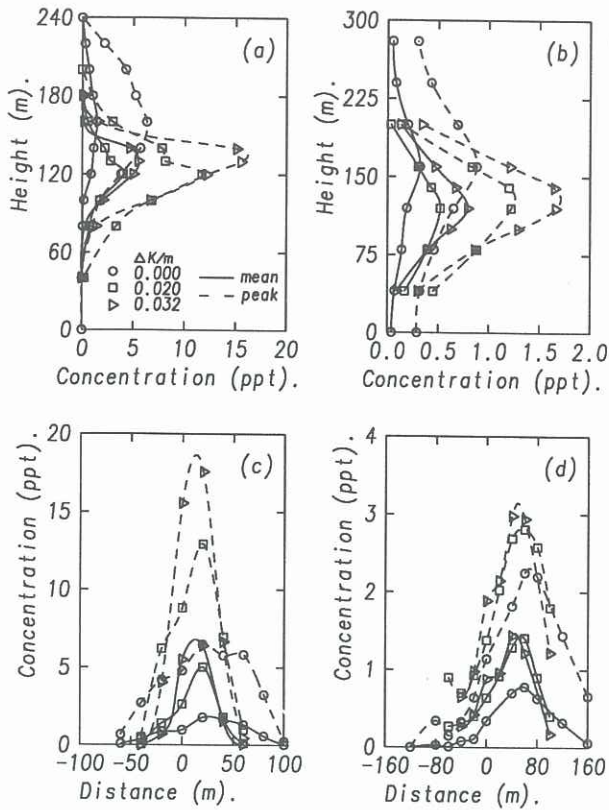 240
180
120
60
0
Height (m).
(a)
ΔK/m
0.000
0.020
0.032
mean
peak
0 5 10 15 20
Concentration (ppt).
300
225
150
75
0
Height (m).
(b)
0.0 0.5 1.0 1.5 2.0
Concentration (ppt).
20
15
10
5
0
Concentration (ppt).
(c)
-100 -50 0 50 100
Distance (m).
4
3
2
1
0
Concentration (ppt).
(d)
-160 -80 0 80 160
Distance (m).